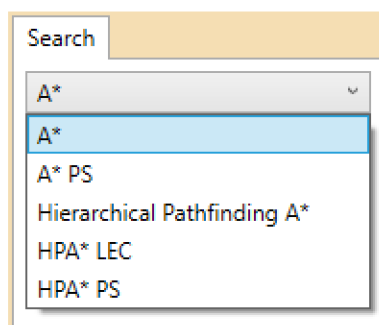 Search
A*
A*
A* PS
Hierarchical Pathfinding A*
HPA* LEC
HPA* PS